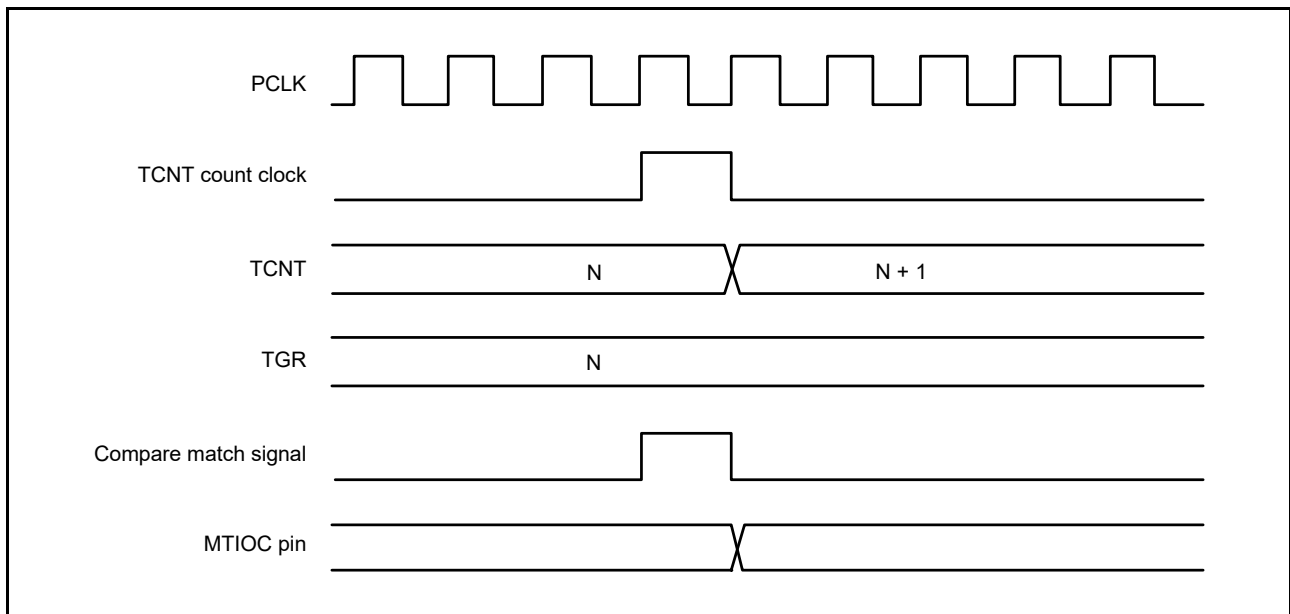 PCLK
TCNT count clock
TCNT
N
N + 1
TGR
N
Compare match signal
MTIOC pin